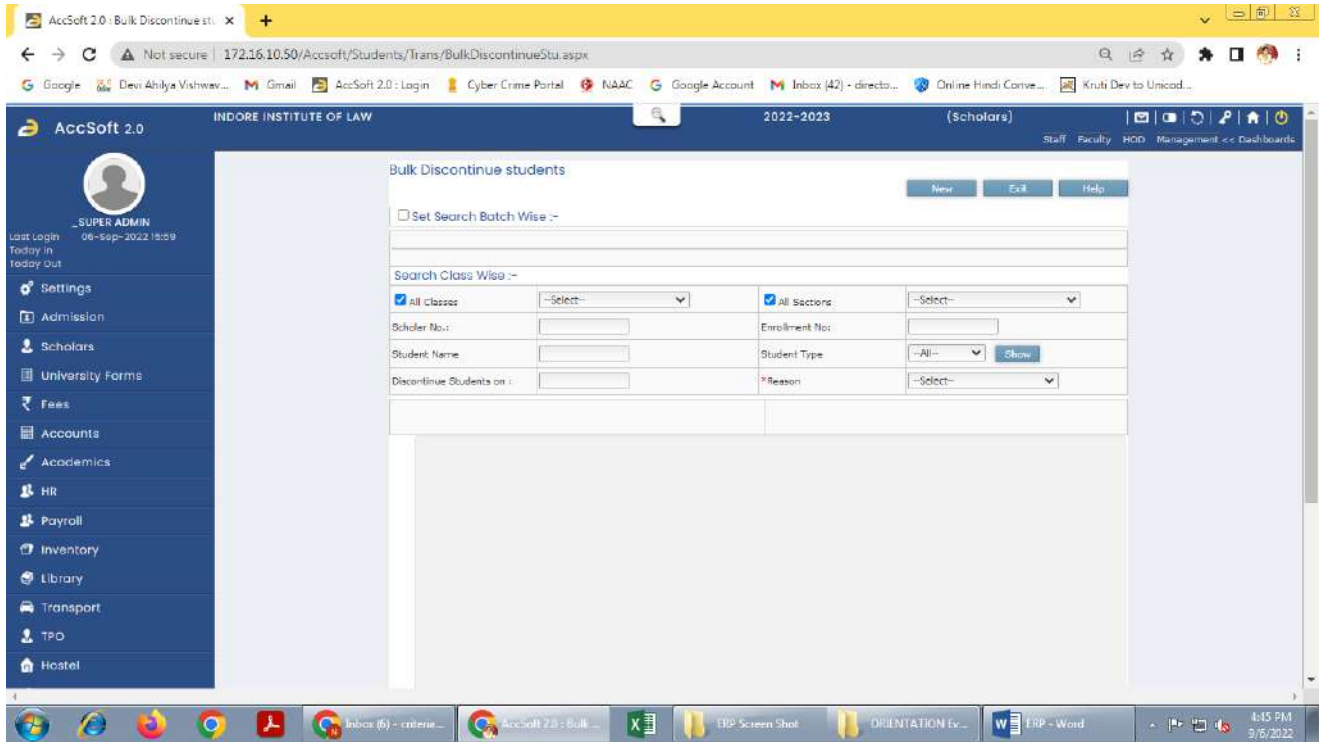 AccSoft 2.0 : Bulk Discontinue stu
Not secure | 172.16.10.50/Accsoft/Students/Trans/BulkDiscontinueStu.aspx
Google Devi Ahilya Vishwav... Gmail AccSoft 2.0 : Login Cyber Crime Portal NAAC Google Account Inbox (42) - directo... Online Hindi Conve... Kruti Dev to Unicod...
AccSoft 2.0 INDORE INSTITUTE OF LAW 2022-2023 (Scholars)
Staff Faculty HOD Management << Dashboards
_SUPER ADMIN
Last Login 06-Sep-2022 15:59
Today In
Today Out
Settings
Admission
Scholars
University Forms
Fees
Accounts
Academics
HR
Payroll
Inventory
Library
Transport
TPO
Hostel
Bulk Discontinue students
New Exit Help
Set Search Batch Wise :-
Search Class Wise :-
All Classes --Select-- All Sections --Select--
Scholer No.: Enrollment No:
Student Name Student Type --All-- Show
Discontinue Students on : *Reason --Select--
Inbox (6) - criteria... AccSoft 2.0 : Bulk ... ERP Screen Shot ORIENTATION Ev... ERP - Word
4:45 PM
9/6/2022